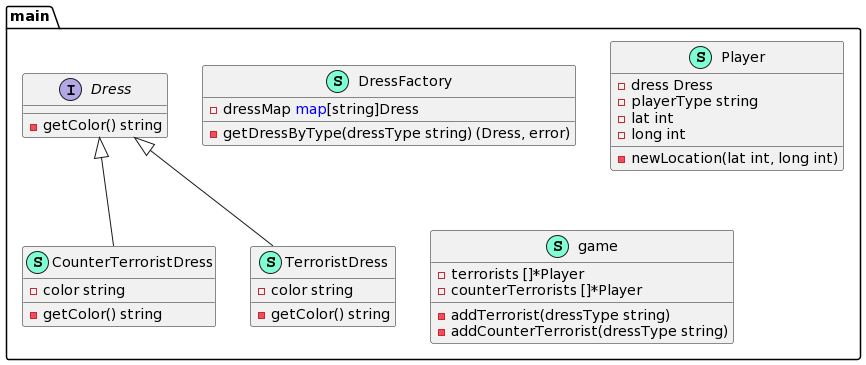 main
I Dress
getColor() string
S DressFactory
dressMap map[string]Dress
getDressByType(dressType string) (Dress, error)
S Player
dress Dress
playerType string
lat int
long int
newLocation(lat int, long int)
S CounterTerroristDress
color string
getColor() string
S TerroristDress
color string
getColor() string
S game
terrorists []*Player
counterTerrorists []*Player
addTerrorist(dressType string)
addCounterTerrorist(dressType string)